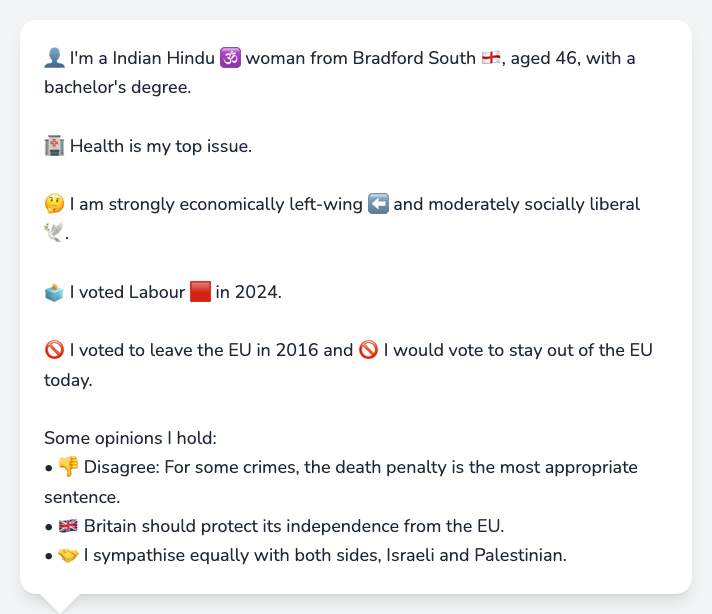 👤 I'm a Indian Hindu 🕉️ woman from Bradford South 🏴󠁧󠁢󠁥󠁮󠁧󠁿, aged 46, with a
bachelor's degree.
🏥 Health is my top issue.
🤔 I am strongly economically left-wing ⬅️ and moderately socially liberal
🕊️.
🗳️ I voted Labour 🟥 in 2024.
🚫 I voted to leave the EU in 2016 and 🚫 I would vote to stay out of the EU
today.
Some opinions I hold:
• 👎 Disagree: For some crimes, the death penalty is the most appropriate
sentence.
• 🇬🇧 Britain should protect its independence from the EU.
• 🤝 I sympathise equally with both sides, Israeli and Palestinian.